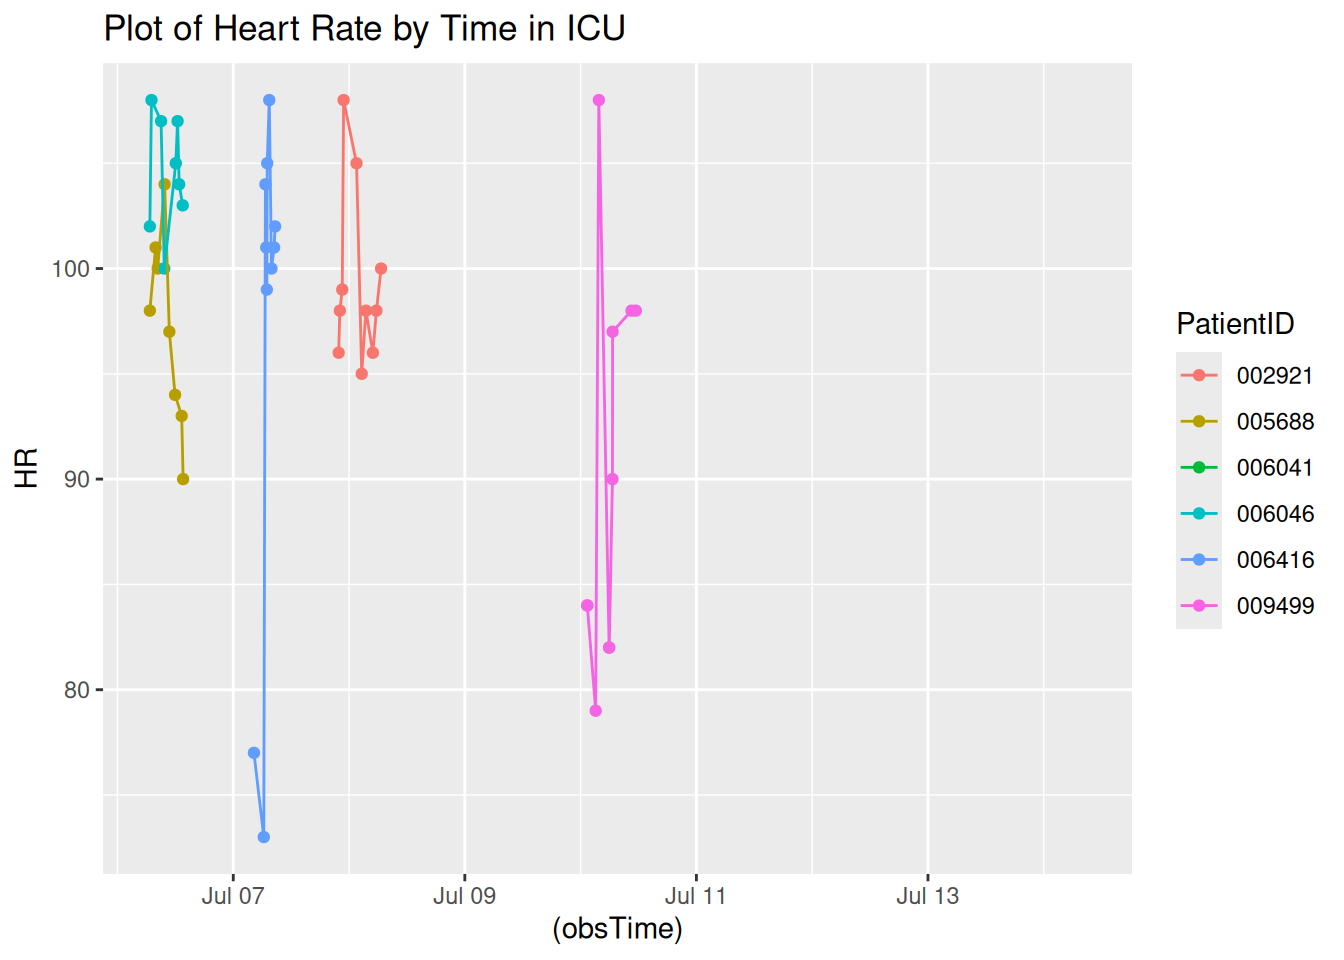 Plot of Heart Rate by Time in ICU
HR
100
90
80
Jul 07
Jul 09
Jul 11
Jul 13
(obsTime)
PatientID
002921
005688
006041
006046
006416
009499